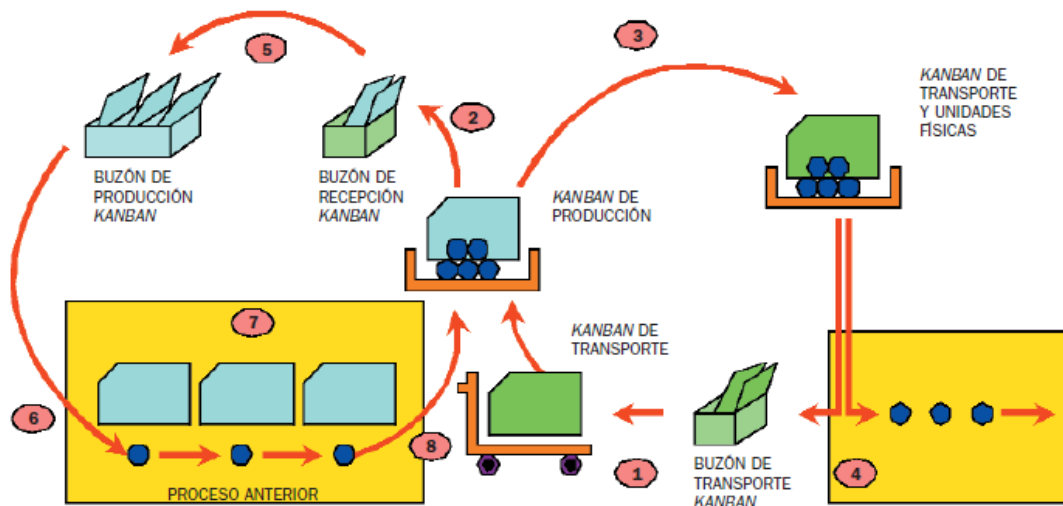 5
3
KANBAN DE
TRANSPORTE
Y UNIDADES
FÍSICAS
2
BUZÓN DE
PRODUCCIÓN
KANBAN
BUZÓN DE
RECEPCIÓN
KANBAN
KANBAN DE
PRODUCCIÓN
7
KANBAN DE
TRANSPORTE
6
8
1
4
BUZÓN DE
TRANSPORTE
KANBAN
PROCESO ANTERIOR